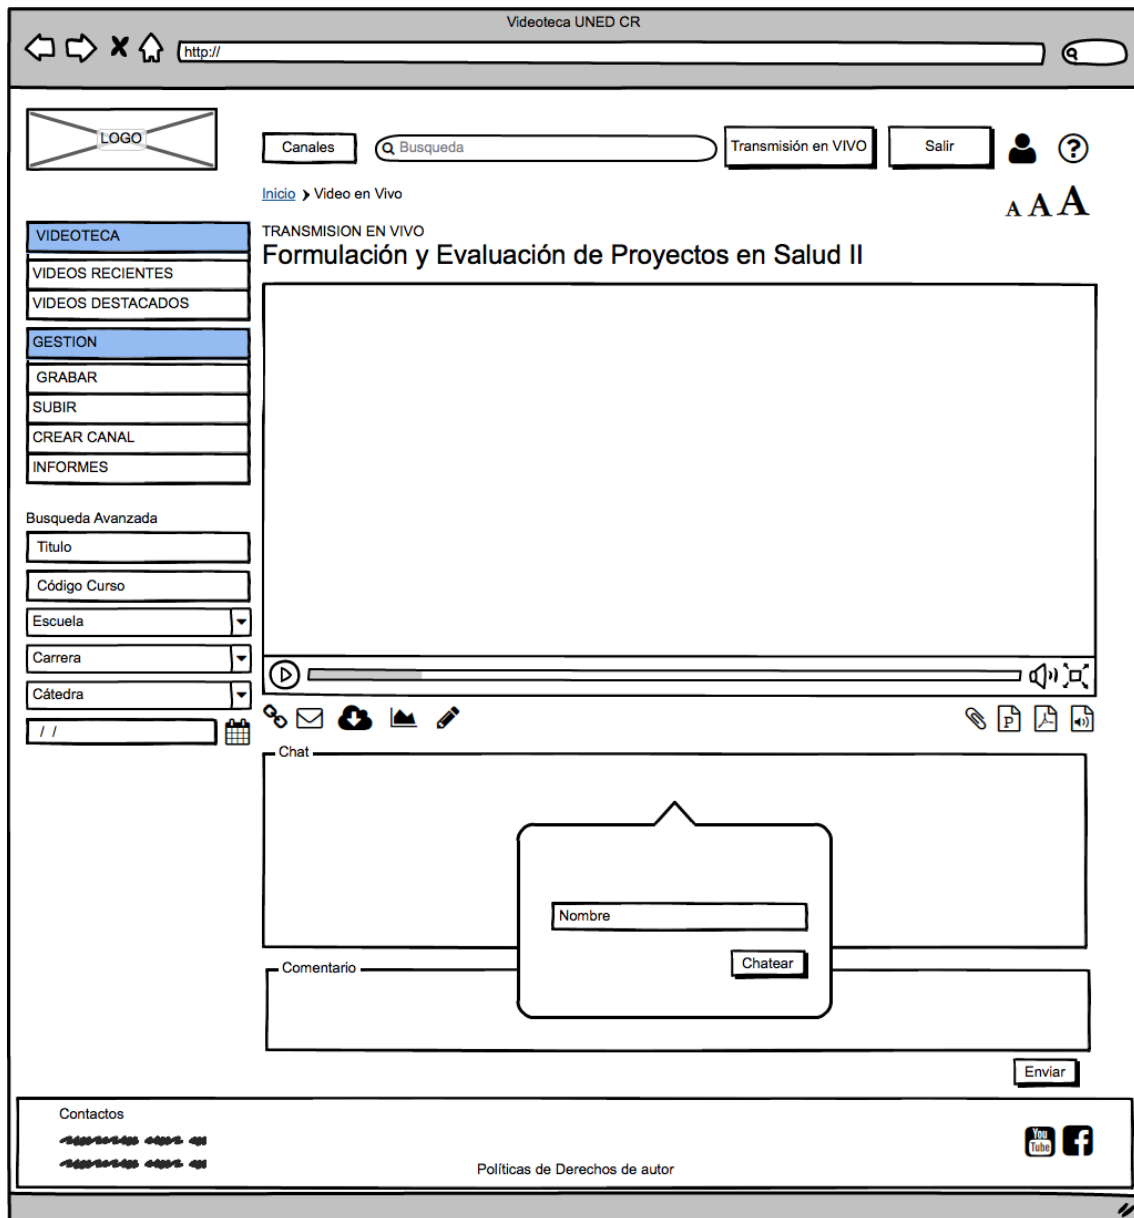 Videoteca UNED CR
http://
LOGO
Canales
Busqueda
Transmisión en VIVO
Salir
Inicio > Video en Vivo
A A A
VIDEOTECA
VIDEOS RECIENTES
VIDEOS DESTACADOS
GESTION
GRABAR
SUBIR
CREAR CANAL
INFORMES
Busqueda Avanzada
Titulo
Código Curso
Escuela
Carrera
Cátedra
/ /
TRANSMISION EN VIVO
Formulación y Evaluación de Proyectos en Salud II
P
Chat
Nombre
Chatear
Comentario
Enviar
Contactos
Políticas de Derechos de autor
You
Tube
f